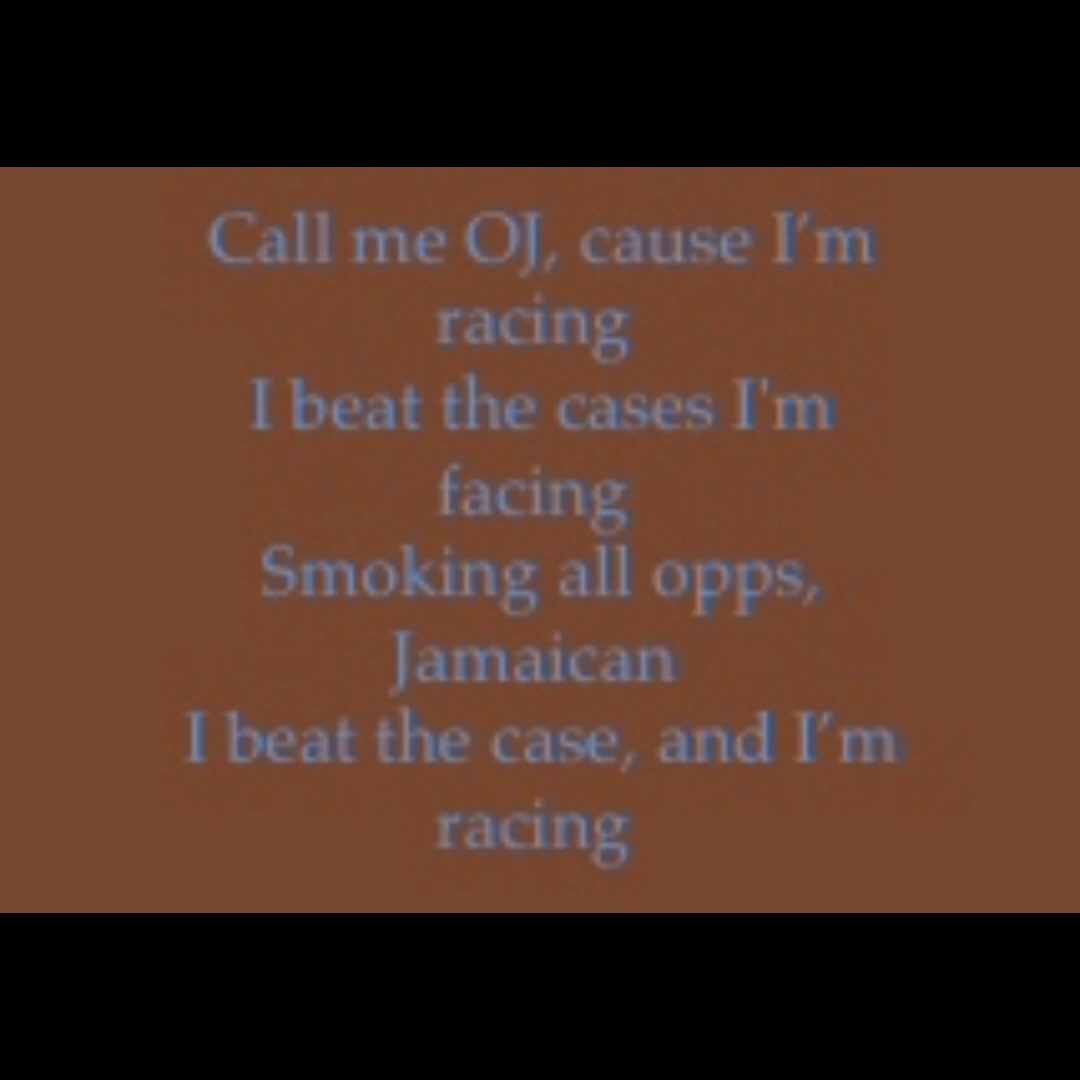 Call me OJ, cause I’m
racing
I beat the cases I'm
facing
Smoking all opps,
Jamaican
I beat the case, and I’m
racing